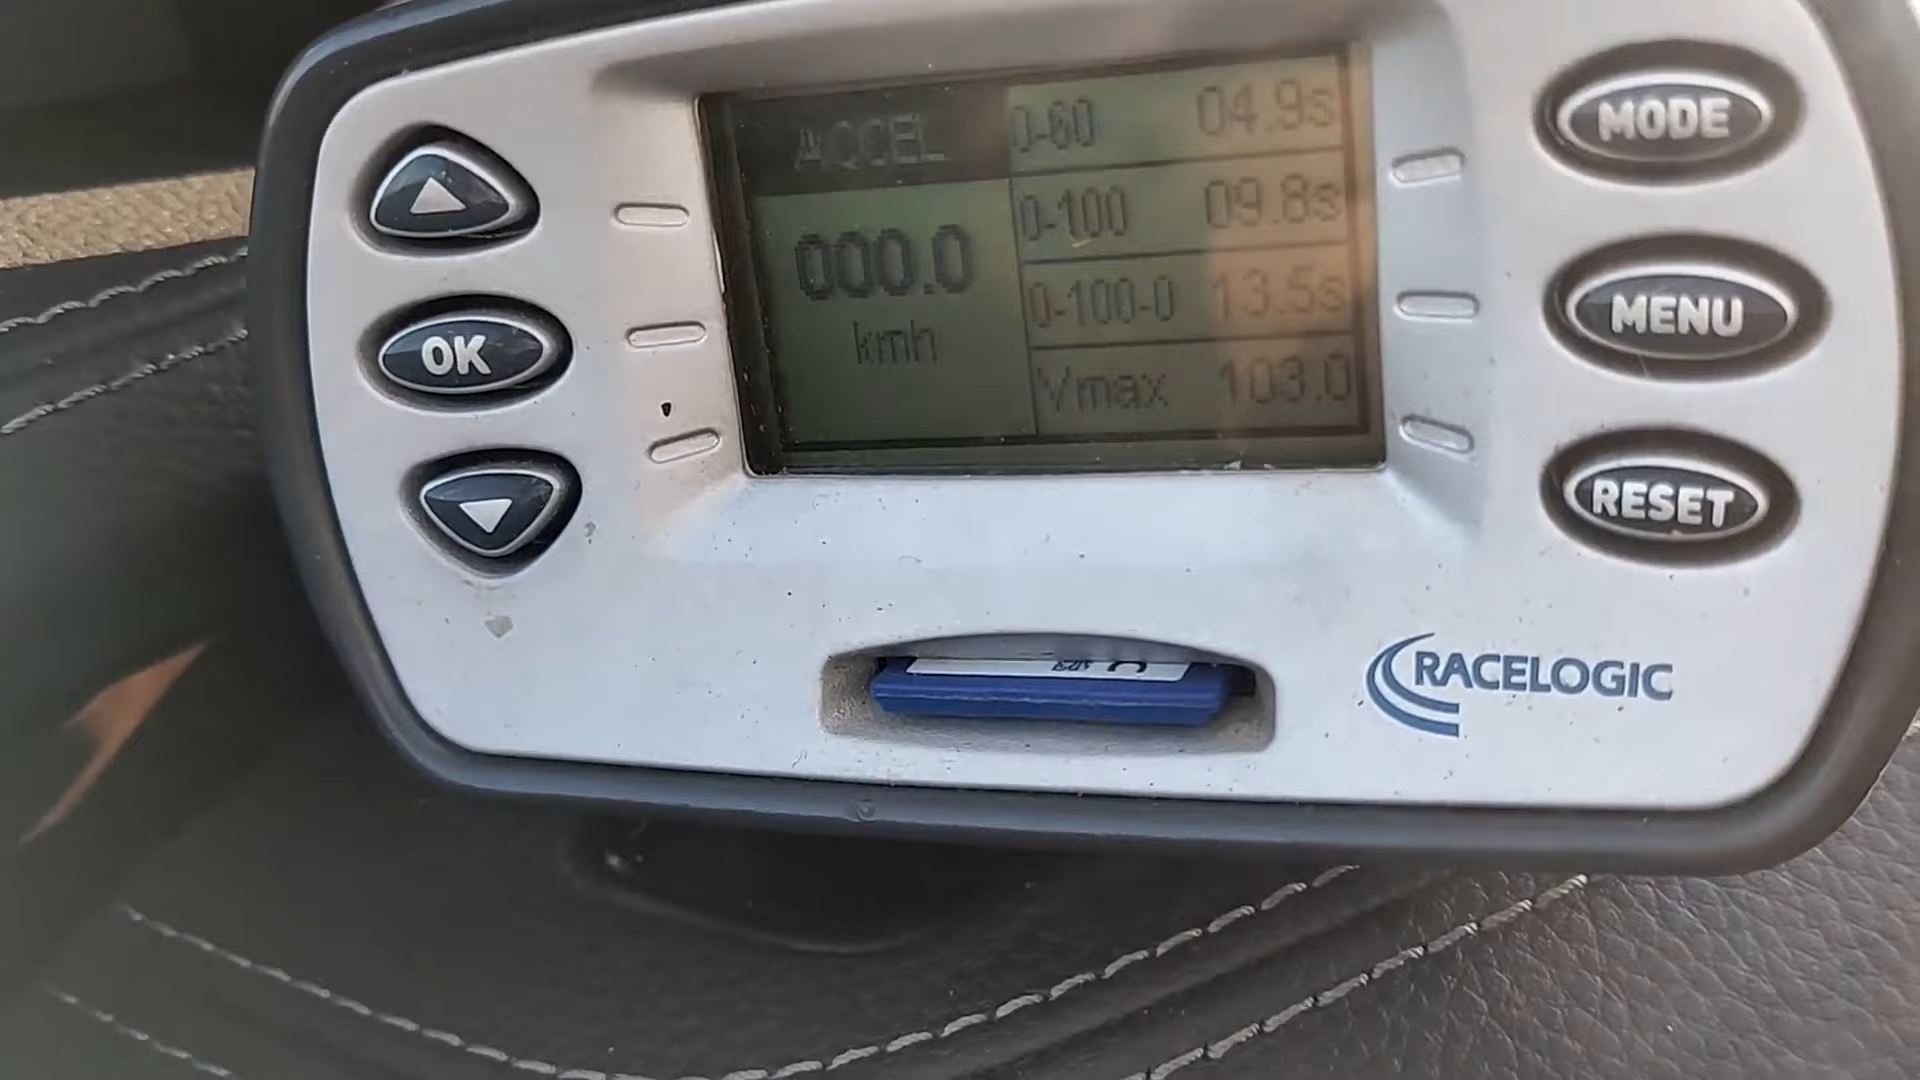 ACCEL
000.0
kmh
0-60 04.9s
0-100 09.8s
0-100-0 13.5s
Vmax 103.0
OK
MODE
MENU
RESET
RACELOGIC